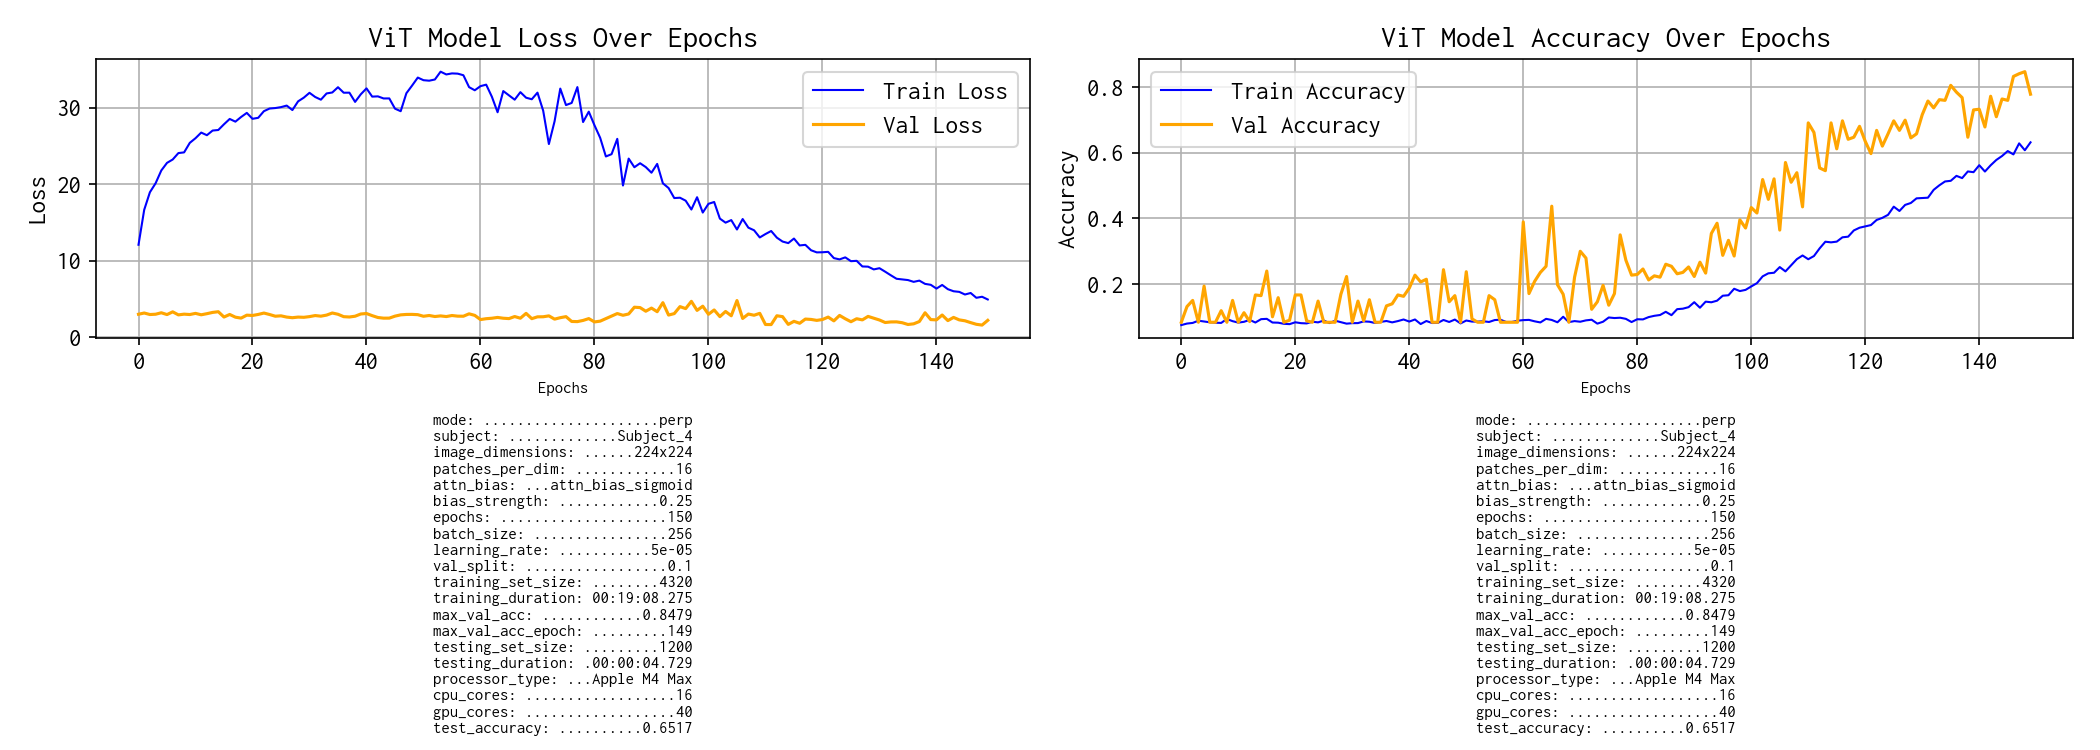 ViT Model Loss Over Epochs
Loss
30
20
10
0
Train Loss
Val Loss
0 20 40 60 80 100 120 140
Epochs
mode: .....................perp
subject: .............Subject_4
image_dimensions: ......224x224
patches_per_dim: ............16
attn_bias: ...attn_bias_sigmoid
bias_strength: ............0.25
epochs: ....................150
batch_size: ................256
learning_rate: ...........5e-05
val_split: .................0.1
training_set_size: ........4320
training_duration: 00:19:08.275
max_val_acc: ............0.8479
max_val_acc_epoch: .........149
testing_set_size: .........1200
testing_duration: .00:00:04.729
processor_type: ...Apple M4 Max
cpu_cores: ..................16
gpu_cores: ..................40
test_accuracy: ..........0.6517
ViT Model Accuracy Over Epochs
Accuracy
0.8
0.6
0.4
0.2
Train Accuracy
Val Accuracy
0 20 40 60 80 100 120 140
Epochs
mode: .....................perp
subject: .............Subject_4
image_dimensions: ......224x224
patches_per_dim: ............16
attn_bias: ...attn_bias_sigmoid
bias_strength: ............0.25
epochs: ....................150
batch_size: ................256
learning_rate: ...........5e-05
val_split: .................0.1
training_set_size: ........4320
training_duration: 00:19:08.275
max_val_acc: ............0.8479
max_val_acc_epoch: .........149
testing_set_size: .........1200
testing_duration: .00:00:04.729
processor_type: ...Apple M4 Max
cpu_cores: ..................16
gpu_cores: ..................40
test_accuracy: ..........0.6517